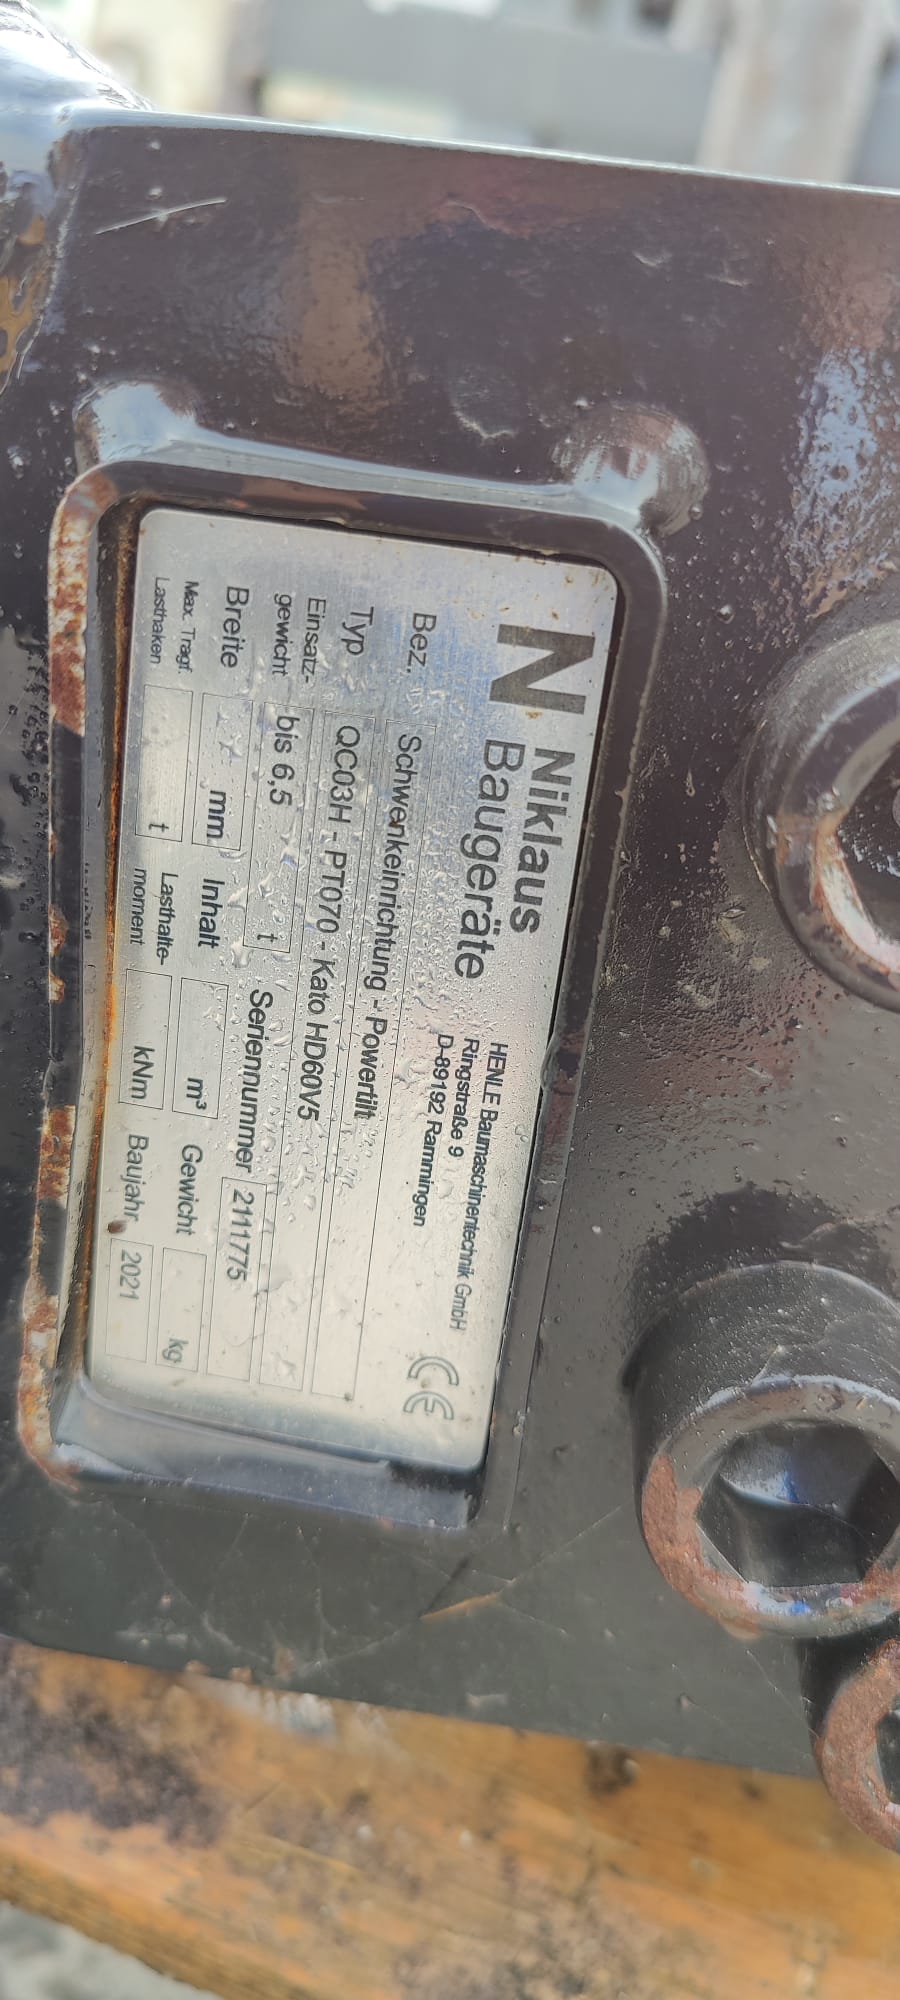 N Niklaus
Baugeräte
HENLE Baumaschinentechnik GmbH
Ringstraße 9
D-89192 Rammingen
CE
Bez. Schwenkeinrichtung - Powertilt
Typ QC03H - PT070 - Kato HD60V5
Einsatz-
gewicht bis 6,5 t Seriennummer 2111775
Breite mm Inhalt m³ Gewicht kg
Max. Tragf.
Lasthaken t Lasthalte-
moment kNm Baujahr 2021